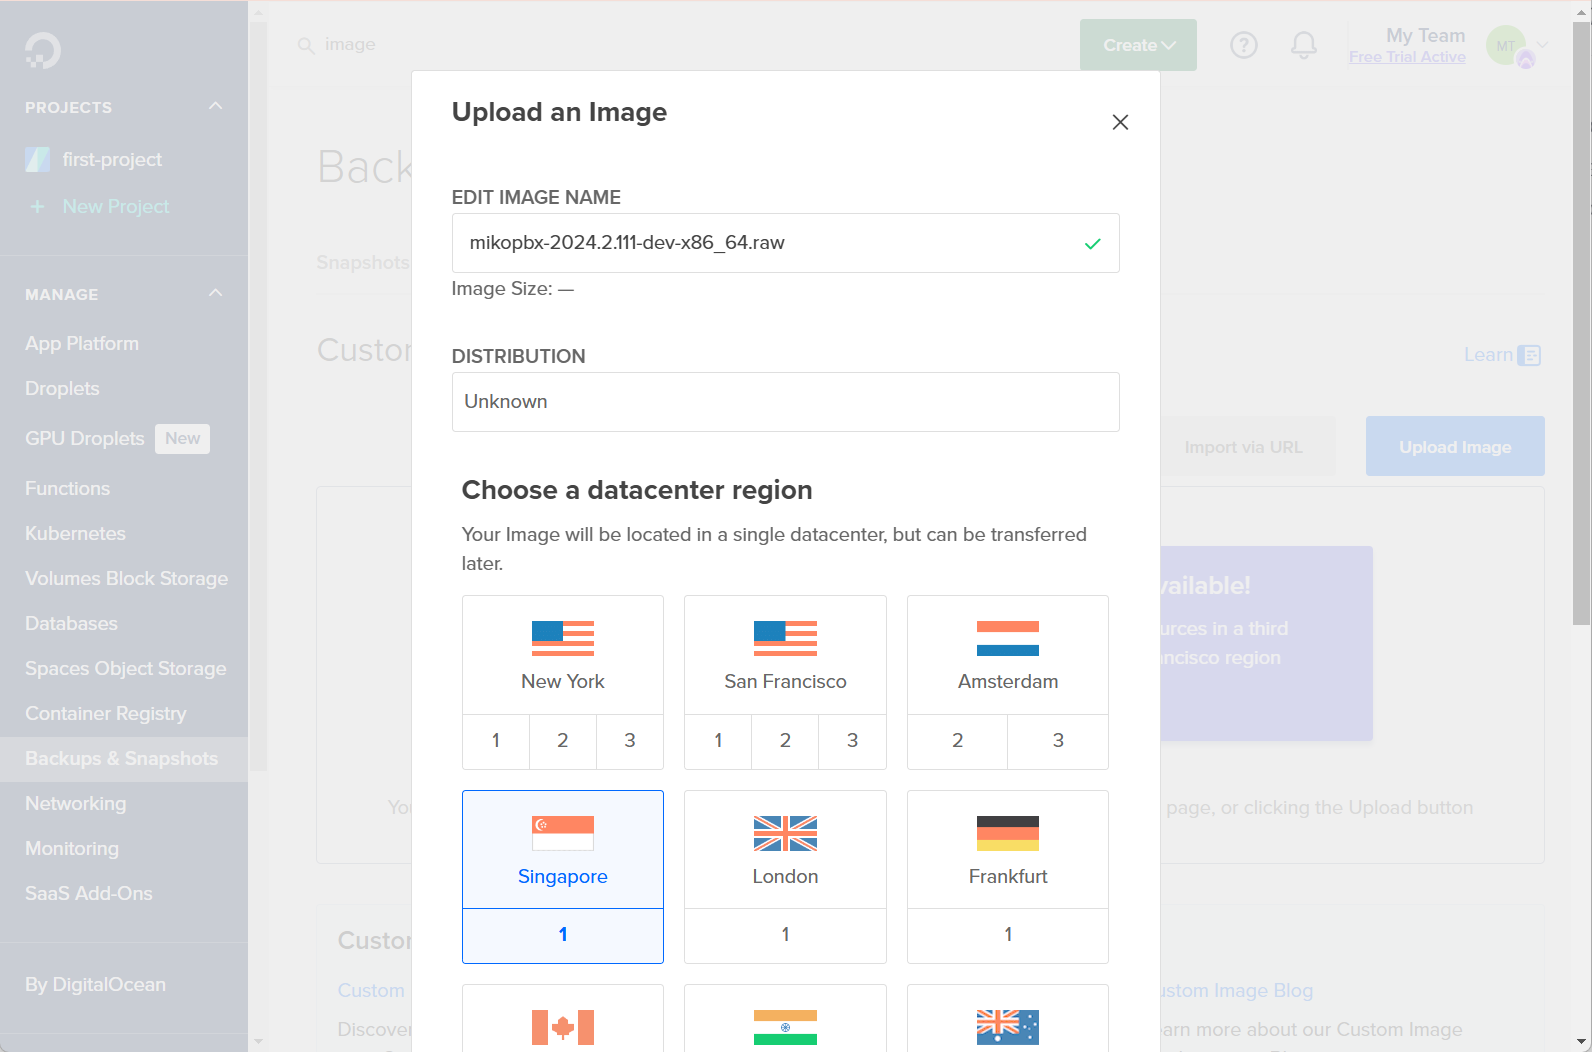 image
Create
My Team
Free Trial Active
MT
PROJECTS
first-project
+ New Project
MANAGE
App Platform
Droplets
GPU Droplets New
Functions
Kubernetes
Volumes Block Storage
Databases
Spaces Object Storage
Container Registry
Backups & Snapshots
Networking
Monitoring
SaaS Add-Ons
By DigitalOcean
Back
Snapshots
Custom
Learn
Import via URL
Upload Image
vailable!
urces in a third
ncisco region
You
page, or clicking the Upload button
Custom
Custom
Discover
ustom Image Blog
earn more about our Custom Image
Upload an Image
EDIT IMAGE NAME
mikopbx-2024.2.111-dev-x86_64.raw
Image Size: —
DISTRIBUTION
Unknown
Choose a datacenter region
Your Image will be located in a single datacenter, but can be transferred
later.
New York
1 2 3
San Francisco
1 2 3
Amsterdam
2 3
Singapore
1
London
1
Frankfurt
1